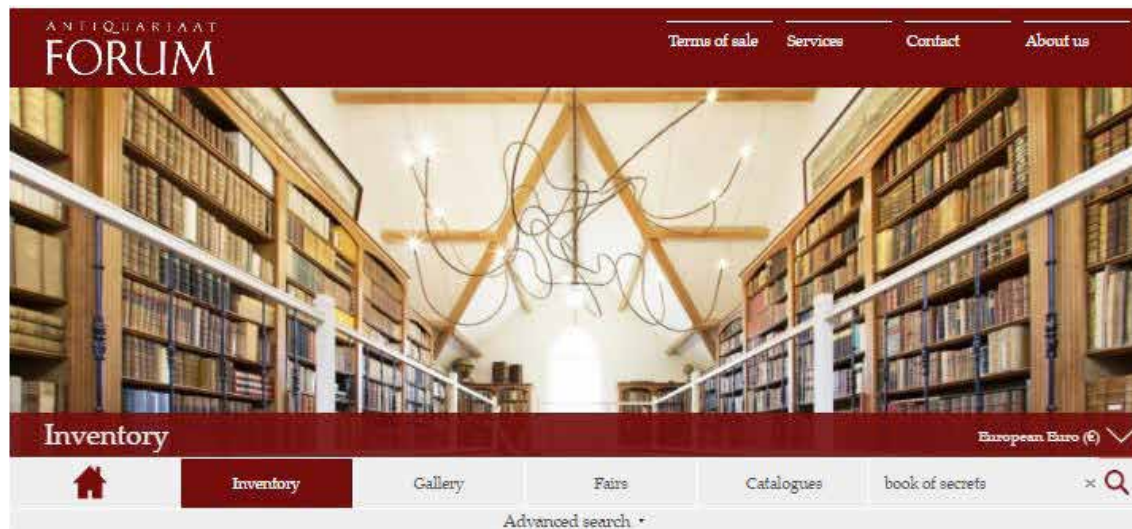 ANTIQUARIAAT
FORUM
Terms of sale
Services
Contact
About us
Inventory
European Euro (€)
Inventory
Gallery
Fairs
Catalogues
book of secrets ×
Advanced search